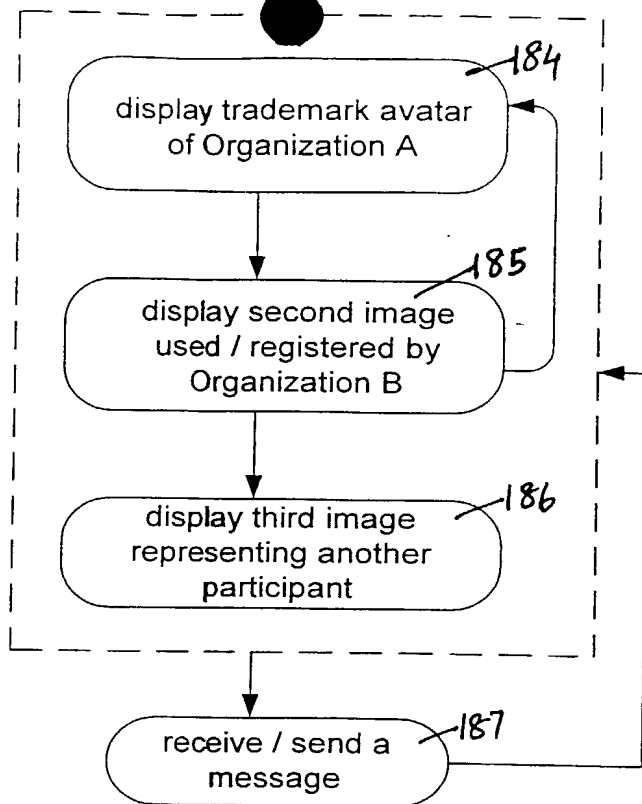 184
display trademark avatar
of Organization A
185
display second image
used / registered by
Organization B
186
display third image
representing another
participant
187
receive / send a
message